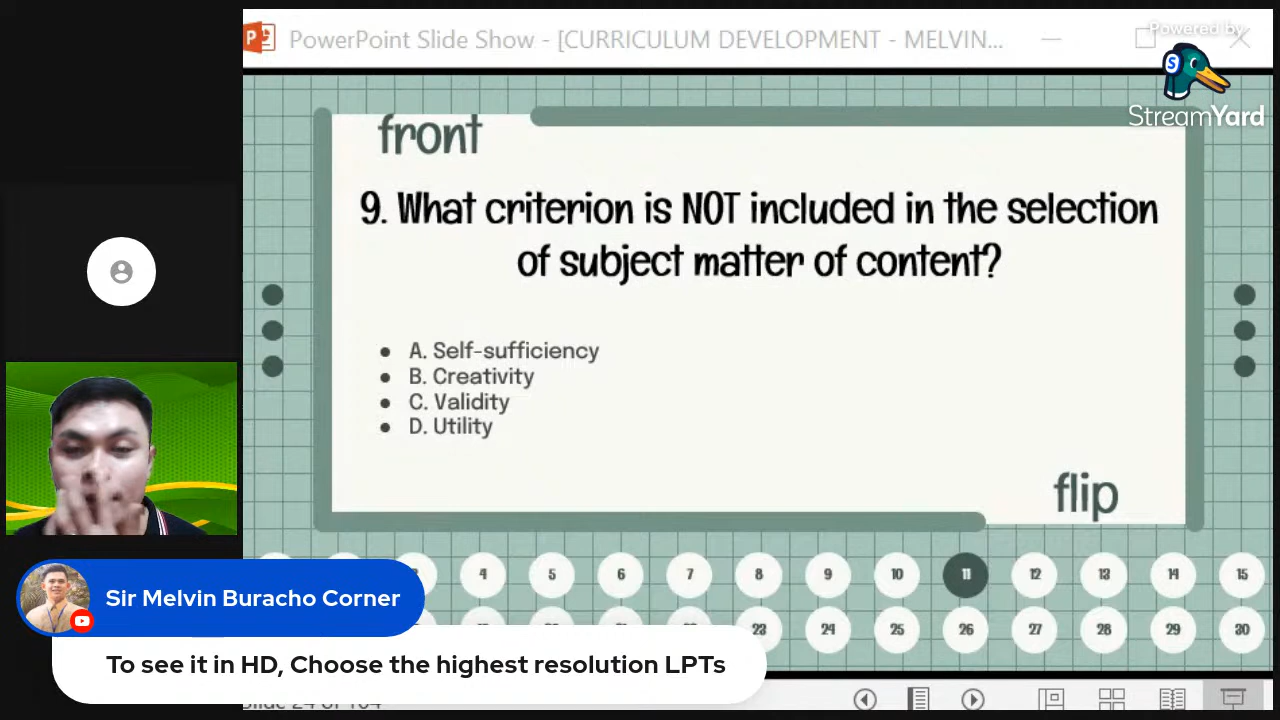 PowerPoint Slide Show - [CURRICULUM DEVELOPMENT - MELVIN...
Powered by
StreamYard
front
9. What criterion is NOT included in the selection
of subject matter of content?
A. Self-sufficiency
B. Creativity
C. Validity
D. Utility
flip
4 5 6 7 8 9 10 11 12 13 14 15
23 24 25 26 27 28 29 30
Sir Melvin Buracho Corner
To see it in HD, Choose the highest resolution LPTs